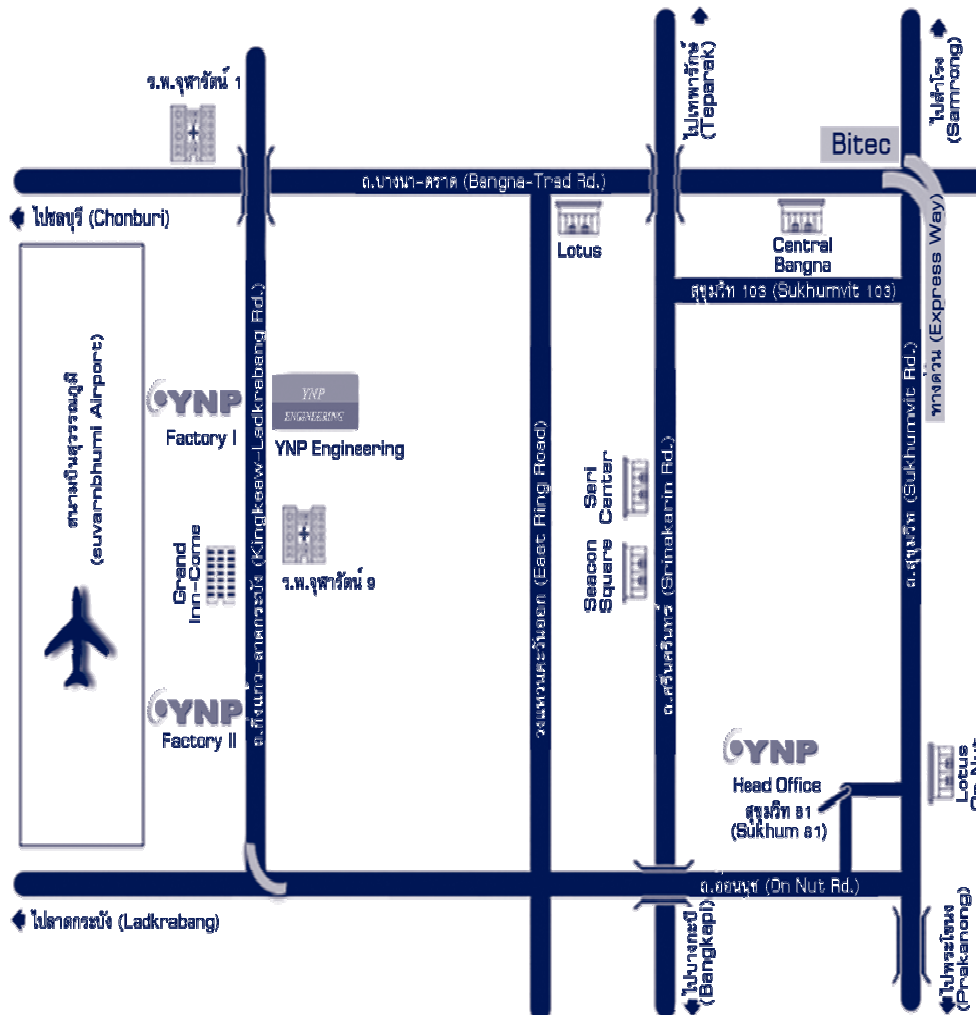 ร.พ.จุฬารัตน์ 1
ไปเทพารักษ์
(Teparak)
ไปสำโรง
(Samrong)
Bitec
ถ.บางนา-ตราด (Bangna-Trad Rd.)
ไปชลบุรี (Chonburi)
Lotus
Central
Bangna
สุขุมวิท 103 (Sukhumvit 103)
ทางด่วน (Express Way)
สนามบินสุวรรณภูมิ
(suvarnbhumi Airport)
YNP
Factory I
YNP
ENGINEERING
YNP Engineering
ถ.กิ่งแก้ว-ลาดกระบัง (Kingkeaw-Ladkrabang Rd.)
วงแหวนตะวันออก (East Ring Road)
Seri
Center
Seacon
Square
ถ.ศรีนครินทร์ (Srinakarin Rd.)
ถ.สุขุมวิท (Sukhumvit Rd.)
Grand
Inn-Come
ร.พ.จุฬารัตน์ 9
YNP
Factory II
YNP
Head Office
สุขุมวิท 81
(Sukhum 81)
Lotus
On Nut
ถ.อ่อนนุช (On Nut Rd.)
ไปลาดกระบัง (Ladkrabang)
ไปบางกะปิ
(Bangkapi)
ไปพระโขนง
(Prakanong)